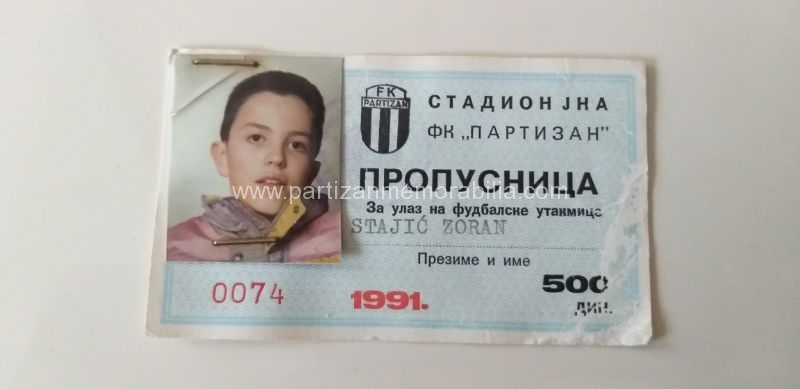 FK
PARTIZAN
СТАДИОН ЈНА
ФК „ПАРТИЗАН"
ПРОПУСНИЦА
www.partizanmemorabilia.com
За улаз на фудбалске утакмице
STAJIĆ ZORAN
Презиме и име
0074
1991.
500
ДИН.